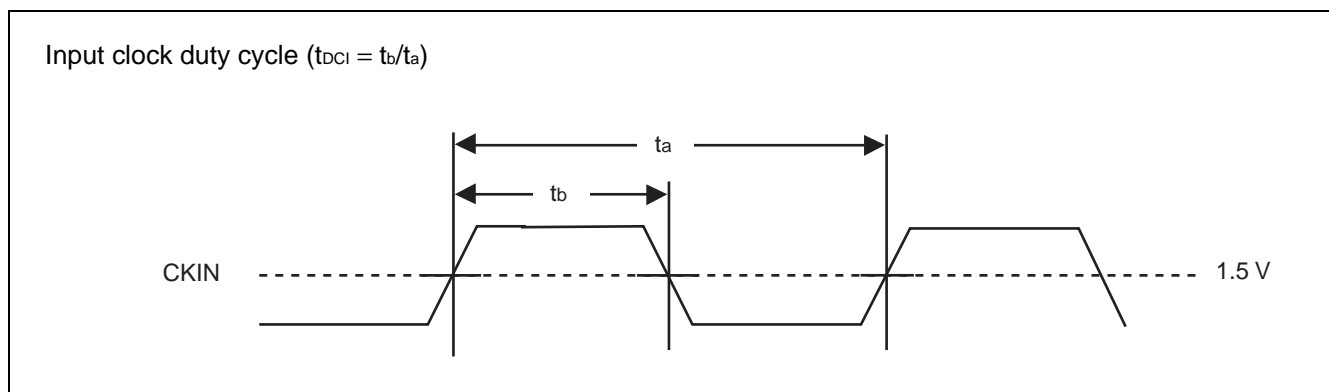 Input clock duty cycle (tDCI = tb/ta)
ta
tb
CKIN
1.5 V